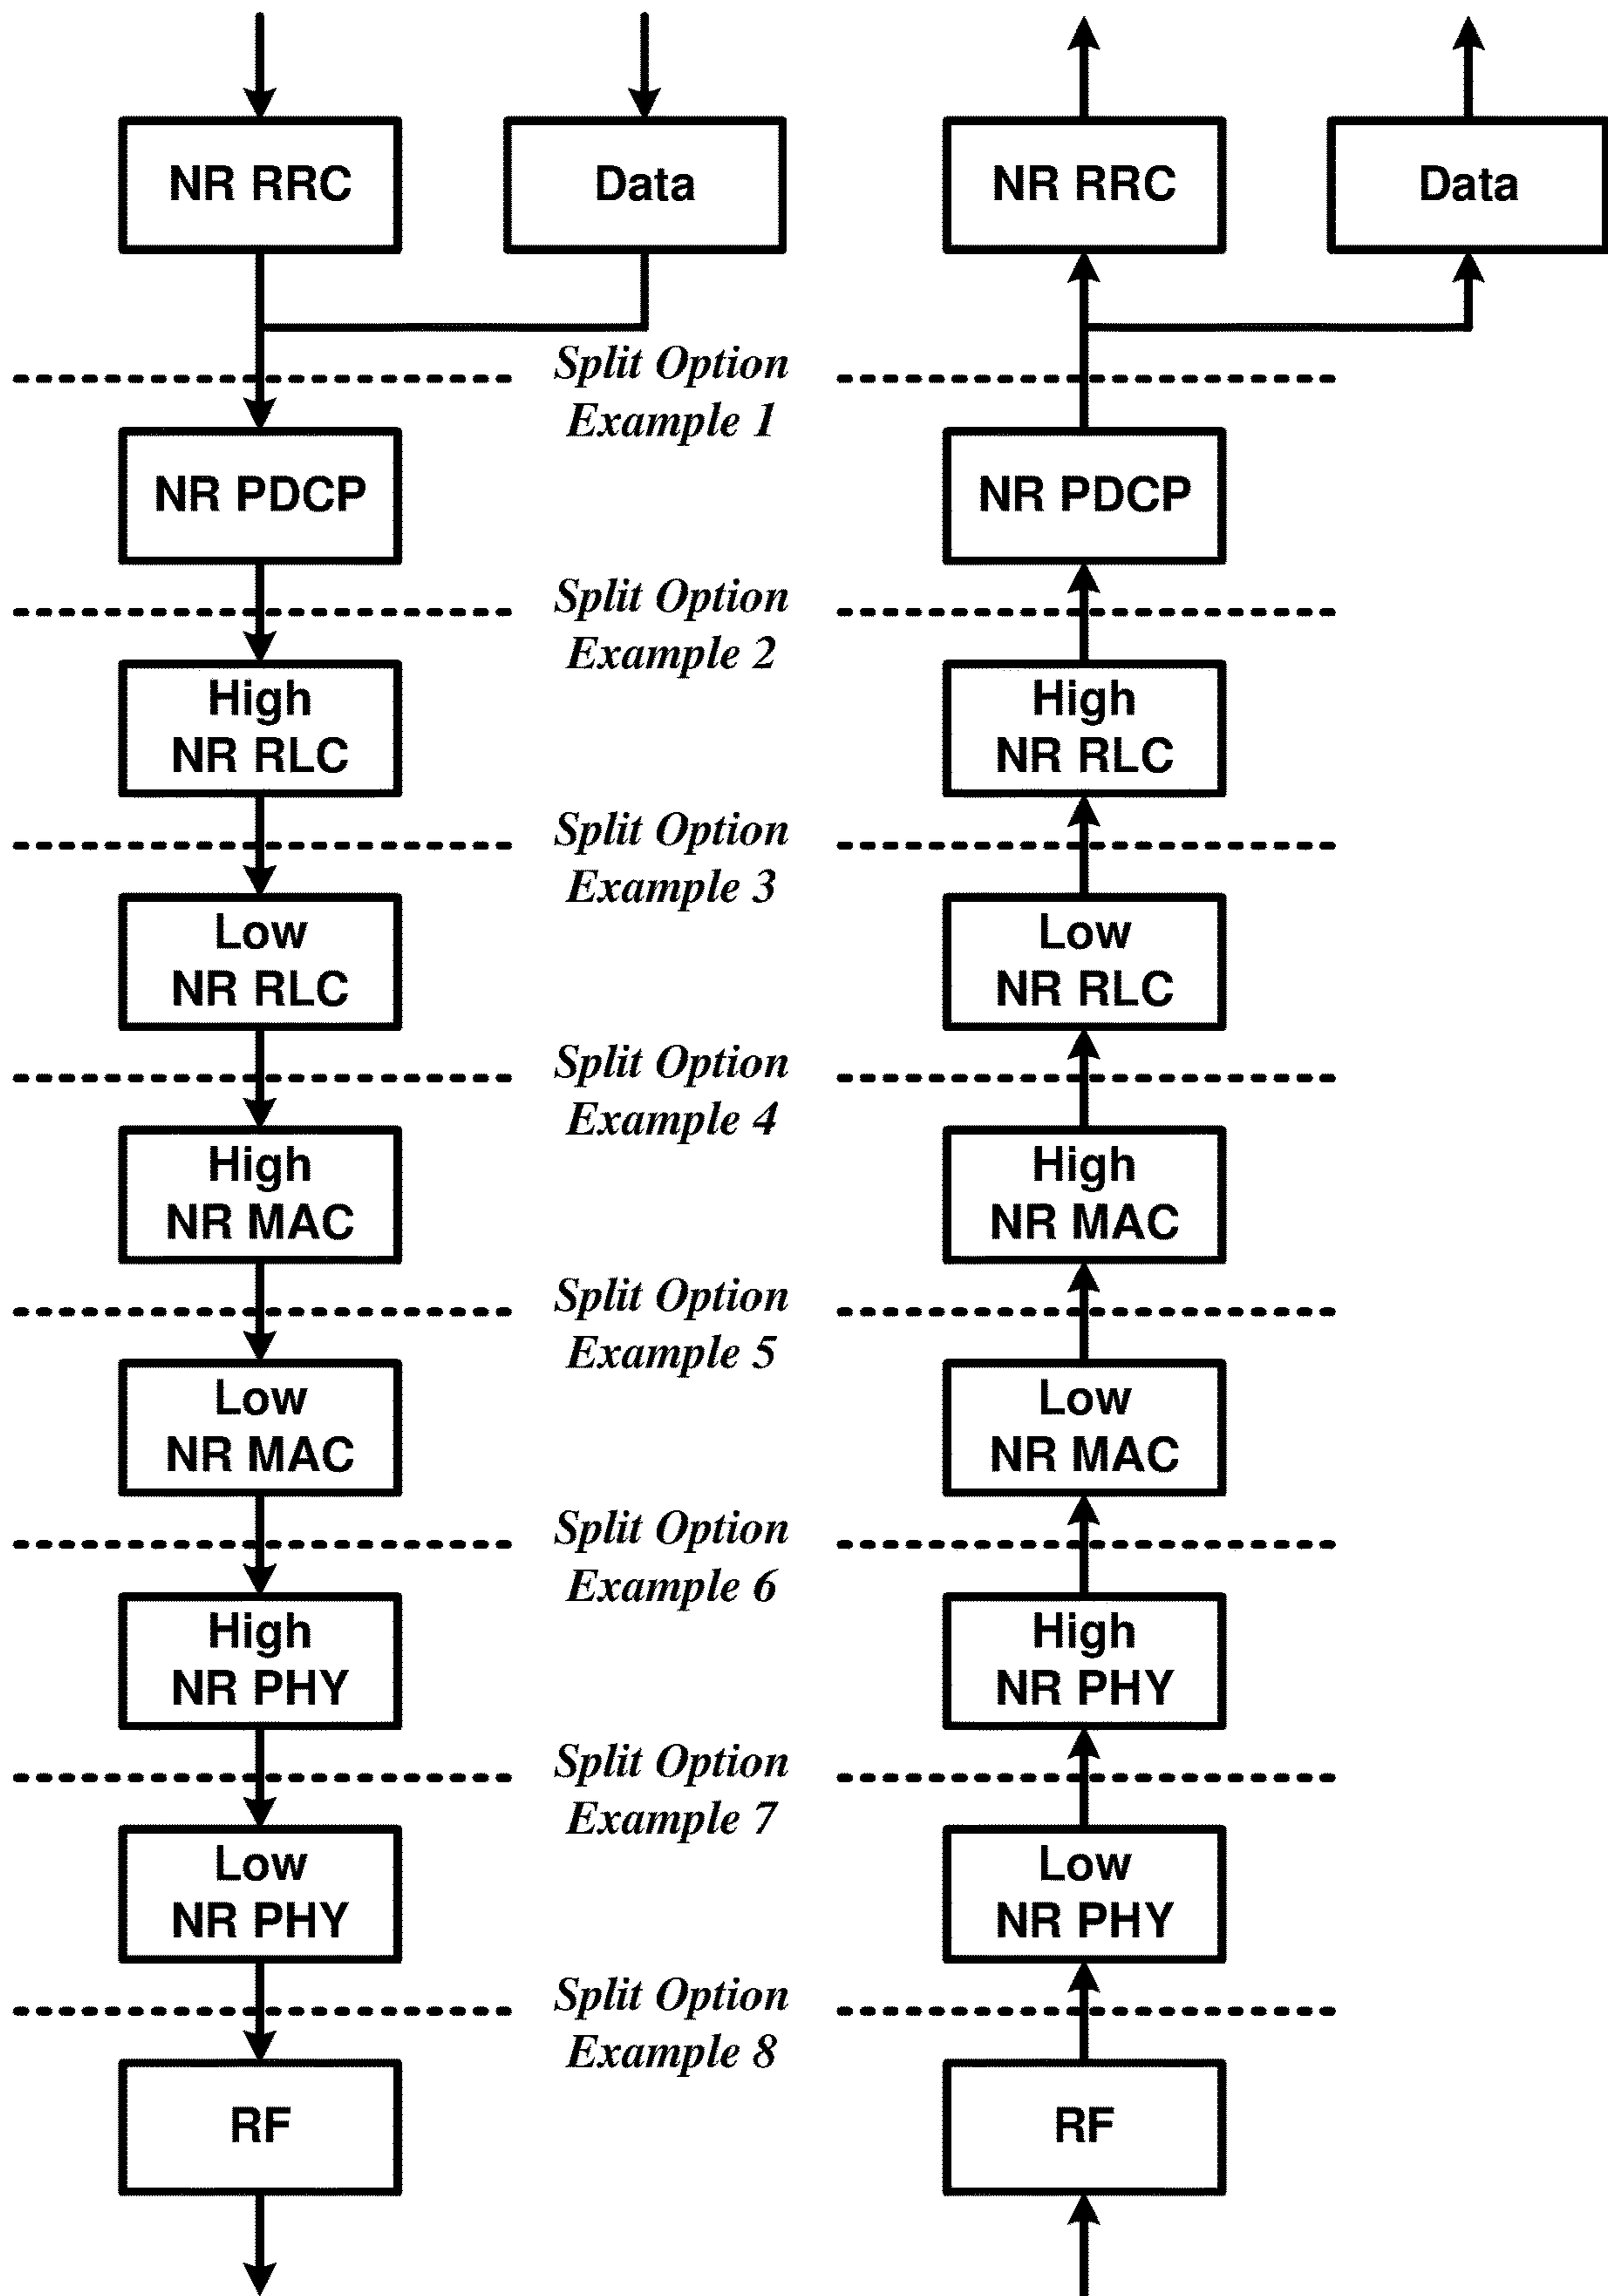 NR RRC
Data
NR RRC
Data
Split Option
Example 1
NR PDCP
NR PDCP
Split Option
Example 2
High
NR RLC
High
NR RLC
Split Option
Example 3
Low
NR RLC
Low
NR RLC
Split Option
Example 4
High
NR MAC
High
NR MAC
Split Option
Example 5
Low
NR MAC
Low
NR MAC
Split Option
Example 6
High
NR PHY
High
NR PHY
Split Option
Example 7
Low
NR PHY
Low
NR PHY
Split Option
Example 8
RF
RF